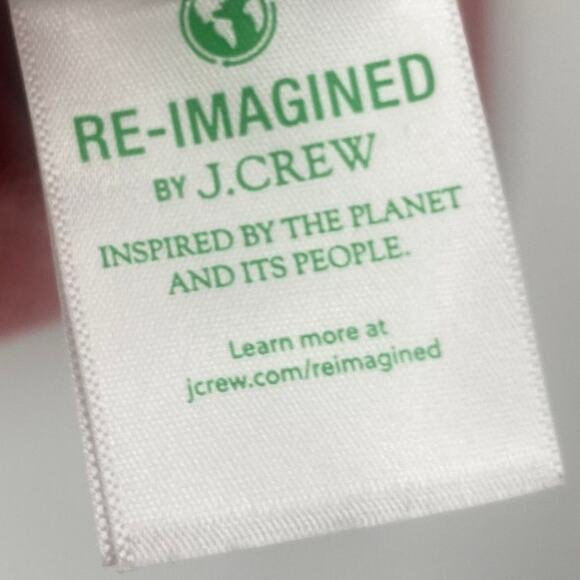 RE-IMAGINED
BY J.CREW
INSPIRED BY THE PLANET
AND ITS PEOPLE.
Learn more at
jcrew.com/reimagined